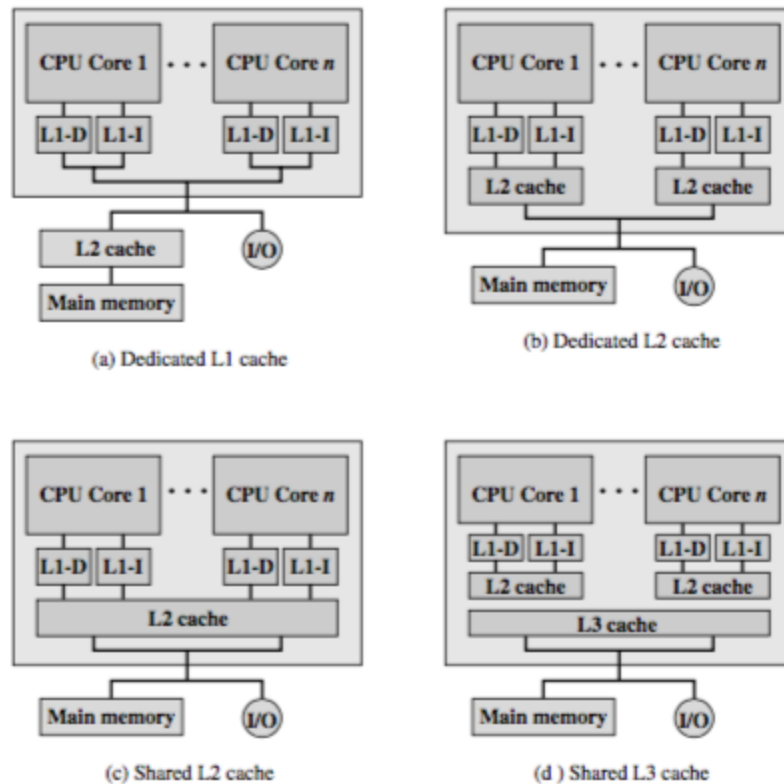 CPU Core 1 • • • CPU Core n
L1-D L1-I L1-D L1-I
L2 cache I/O
Main memory
(a) Dedicated L1 cache
CPU Core 1 • • • CPU Core n
L1-D L1-I L1-D L1-I
L2 cache L2 cache
Main memory I/O
(b) Dedicated L2 cache
CPU Core 1 • • • CPU Core n
L1-D L1-I L1-D L1-I
L2 cache
Main memory I/O
(c) Shared L2 cache
CPU Core 1 • • • CPU Core n
L1-D L1-I L1-D L1-I
L2 cache L2 cache
L3 cache
Main memory I/O
(d ) Shared L3 cache